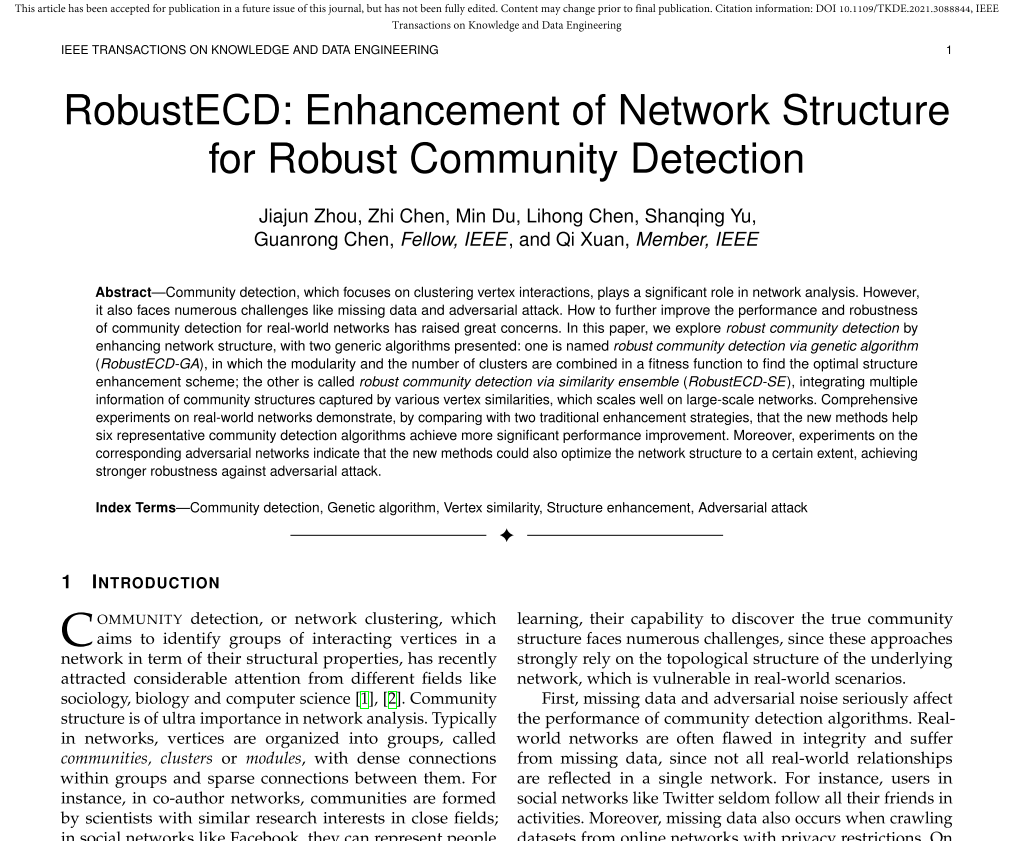 This article has been accepted for publication in a future issue of this journal, but has not been fully edited. Content may change prior to final publication. Citation information: DOI 10.1109/TKDE.2021.3088844, IEEE
Transactions on Knowledge and Data Engineering
IEEE TRANSACTIONS ON KNOWLEDGE AND DATA ENGINEERING 1
RobustECD: Enhancement of Network Structure
for Robust Community Detection
Jiajun Zhou, Zhi Chen, Min Du, Lihong Chen, Shanqing Yu,
Guanrong Chen, Fellow, IEEE, and Qi Xuan, Member, IEEE
Abstract—Community detection, which focuses on clustering vertex interactions, plays a significant role in network analysis. However,
it also faces numerous challenges like missing data and adversarial attack. How to further improve the performance and robustness
of community detection for real-world networks has raised great concerns. In this paper, we explore robust community detection by
enhancing network structure, with two generic algorithms presented: one is named robust community detection via genetic algorithm
(RobustECD-GA), in which the modularity and the number of clusters are combined in a fitness function to find the optimal structure
enhancement scheme; the other is called robust community detection via similarity ensemble (RobustECD-SE), integrating multiple
information of community structures captured by various vertex similarities, which scales well on large-scale networks. Comprehensive
experiments on real-world networks demonstrate, by comparing with two traditional enhancement strategies, that the new methods help
six representative community detection algorithms achieve more significant performance improvement. Moreover, experiments on the
corresponding adversarial networks indicate that the new methods could also optimize the network structure to a certain extent, achieving
stronger robustness against adversarial attack.
Index Terms—Community detection, Genetic algorithm, Vertex similarity, Structure enhancement, Adversarial attack
1 INTRODUCTION
COMMUNITY detection, or network clustering, which
aims to identify groups of interacting vertices in a
network in term of their structural properties, has recently
attracted considerable attention from different fields like
sociology, biology and computer science [1], [2]. Community
structure is of ultra importance in network analysis. Typically
in networks, vertices are organized into groups, called
communities, clusters or modules, with dense connections
within groups and sparse connections between them. For
instance, in co-author networks, communities are formed
by scientists with similar research interests in close fields;
in social networks like Facebook, they can represent people
learning, their capability to discover the true community
structure faces numerous challenges, since these approaches
strongly rely on the topological structure of the underlying
network, which is vulnerable in real-world scenarios.
First, missing data and adversarial noise seriously affect
the performance of community detection algorithms. Real-
world networks are often flawed in integrity and suffer
from missing data, since not all real-world relationships
are reflected in a single network. For instance, users in
social networks like Twitter seldom follow all their friends in
activities. Moreover, missing data also occurs when crawling
datasets from online networks with privacy restrictions. On